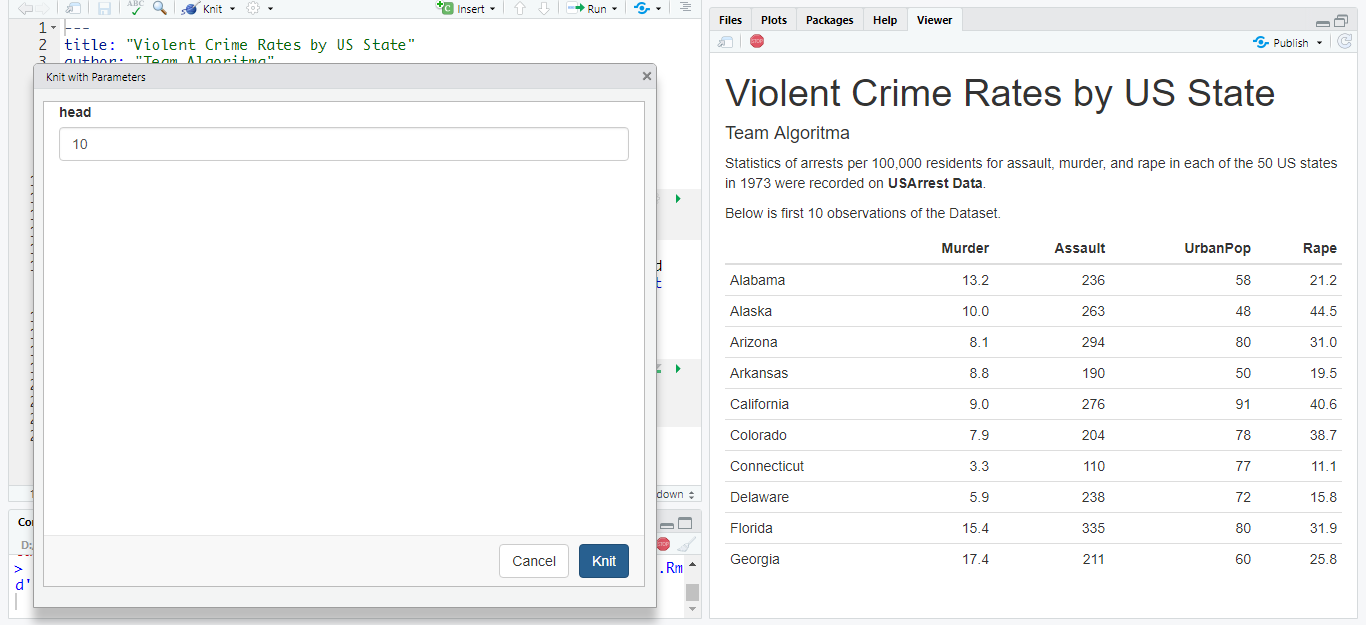 Knit
Insert
Run
1 ---
2 title: "Violent Crime Rates by US State"
3 author: "Team Algoritma"
Knit with Parameters
head
10
Cancel
Knit
down
Co
D:
>
.Rm
d'
Files Plots Packages Help Viewer
STOP
Publish
Violent Crime Rates by US State
Team Algoritma
Statistics of arrests per 100,000 residents for assault, murder, and rape in each of the 50 US states
in 1973 were recorded on USArrest Data.
Below is first 10 observations of the Dataset.
Murder Assault UrbanPop Rape
Alabama 13.2 236 58 21.2
Alaska 10.0 263 48 44.5
Arizona 8.1 294 80 31.0
Arkansas 8.8 190 50 19.5
California 9.0 276 91 40.6
Colorado 7.9 204 78 38.7
Connecticut 3.3 110 77 11.1
Delaware 5.9 238 72 15.8
Florida 15.4 335 80 31.9
Georgia 17.4 211 60 25.8